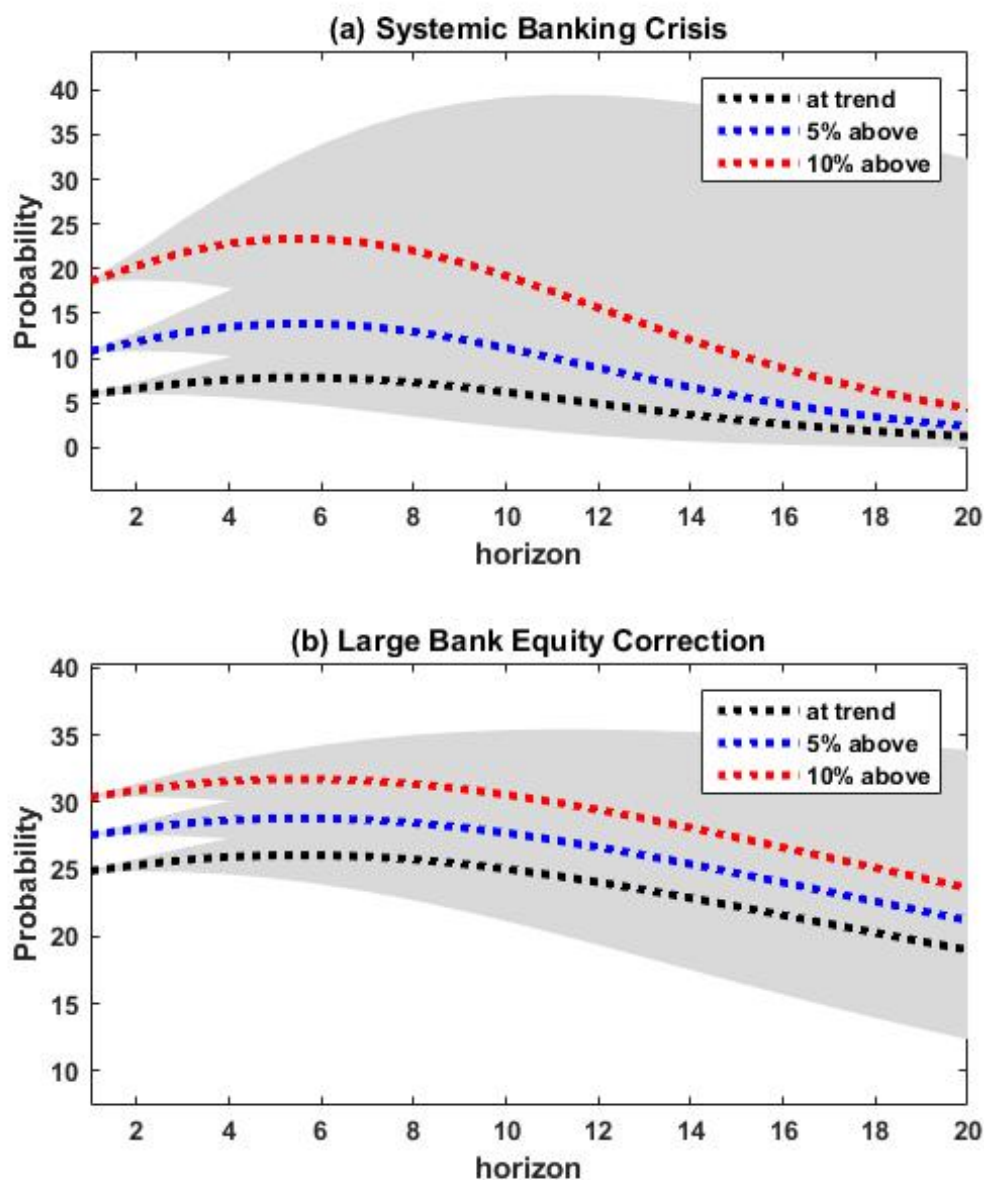 (a) Systemic Banking Crisis
40
35
30
25
20
15
10
5
0
Probability
at trend
5% above
10% above
2 4 6 8 10 12 14 16 18 20
horizon
(b) Large Bank Equity Correction
40
35
30
25
20
15
10
Probability
at trend
5% above
10% above
2 4 6 8 10 12 14 16 18 20
horizon